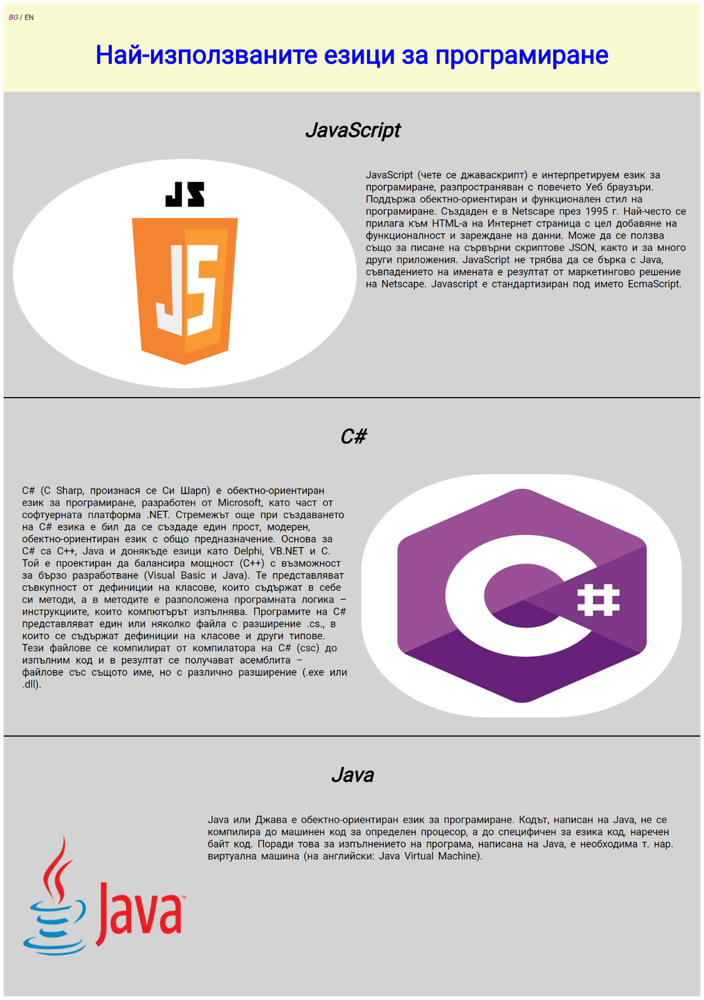 BG / EN
Най-използваните езици за програмиране
JavaScript
JS
JS
JavaScript (чете се джаваскрипт) е интерпретируем език за
програмиране, разпространяван с повечето Уеб браузъри.
Поддържа обектно-ориентиран и функционален стил на
програмиране. Създаден е в Netscape през 1995 г. Най-често се
прилага към HTML-а на Интернет страница с цел добавяне на
функционалност и зареждане на данни. Може да се ползва
също за писане на сървърни скриптове JSON, както и за много
други приложения. JavaScript не трябва да се бърка с Java,
съвпадението на имената е резултат от маркетингово решение
на Netscape. Javascript е стандартизиран под името EcmaScript.
C#
C# (C Sharp, произнася се Си Шарп) е обектно-ориентиран
език за програмиране, разработен от Microsoft, като част от
софтуерната платформа .NET. Стремежът още при създаването
на C# езика е бил да се създаде един прост, модерен,
обектно-ориентиран език с общо предназначение. Основа за
C# са C++, Java и донякъде езици като Delphi, VB.NET и C.
Той е проектиран да балансира мощност (C++) с възможност
за бързо разработване (Visual Basic и Java). Те представляват
съвкупност от дефиниции на класове, които съдържат в себе
си методи, а в методите е разположена програмната логика –
инструкциите, които компютърът изпълнява. Програмите на C#
представляват един или няколко файла с разширение .cs., в
които се съдържат дефиниции на класове и други типове.
Тези файлове се компилират от компилатора на C# (csc) до
изпълним код и в резултат се получават асемблита –
файлове със същото име, но с различно разширение (.exe или
.dll).
C#
Java
Java™
Java или Джава е обектно-ориентиран език за програмиране. Кодът, написан на Java, не се
компилира до машинен код за определен процесор, а до специфичен за езика код, наречен
байт код. Поради това за изпълнението на програма, написана на Java, е необходима т. нар.
виртуална машина (на английски: Java Virtual Machine).